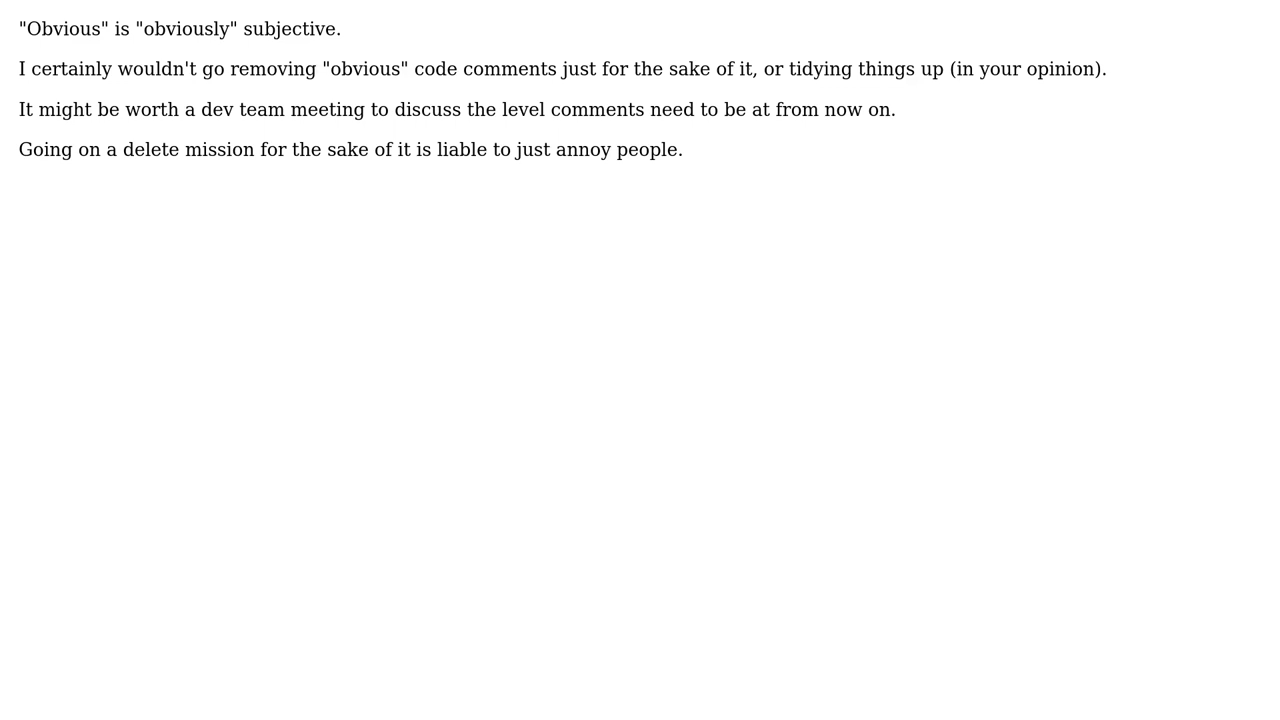 "Obvious" is "obviously" subjective.
I certainly wouldn't go removing "obvious" code comments just for the sake of it, or tidying things up (in your opinion).
It might be worth a dev team meeting to discuss the level comments need to be at from now on.
Going on a delete mission for the sake of it is liable to just annoy people.